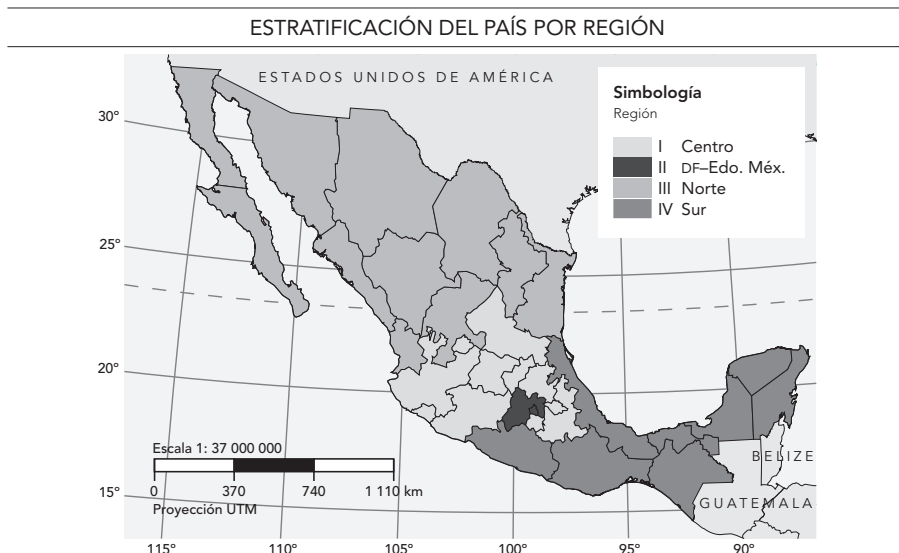 ESTRATIFICACIÓN DEL PAÍS POR REGIÓN
ESTADOS UNIDOS DE AMÉRICA
Simbología
Región
I Centro
II DF–Edo. Méx.
III Norte
IV Sur
30°
25°
20°
15°
Escala 1: 37 000 000
0 370 740 1 110 km
Proyección UTM
BELIZE
GUATEMALA
115° 110° 105° 100° 95° 90°